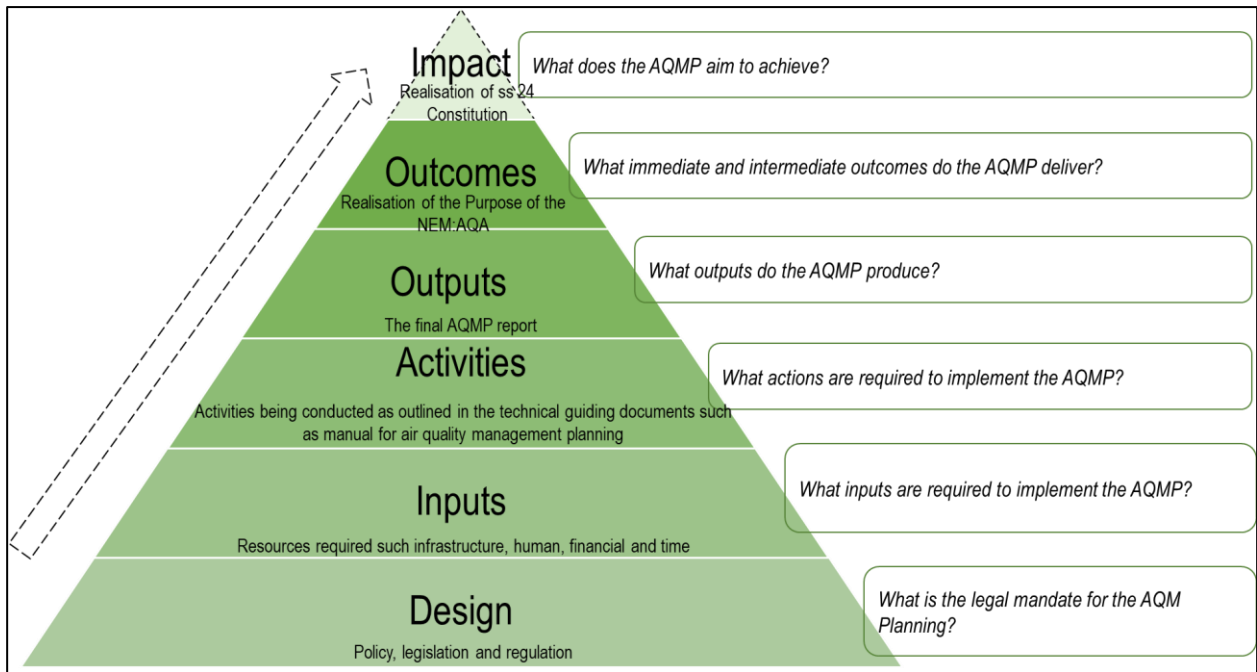 Impact
Realisation of ss 24
Constitution
What does the AQMP aim to achieve?
Outcomes
Realisation of the Purpose of the
NEM:AQA
What immediate and intermediate outcomes do the AQMP deliver?
Outputs
The final AQMP report
What outputs do the AQMP produce?
Activities
Activities being conducted as outlined in the technical guiding documents such
as manual for air quality management planning
What actions are required to implement the AQMP?
Inputs
Resources required such infrastructure, human, financial and time
What inputs are required to implement the AQMP?
Design
Policy, legislation and regulation
What is the legal mandate for the AQM
Planning?